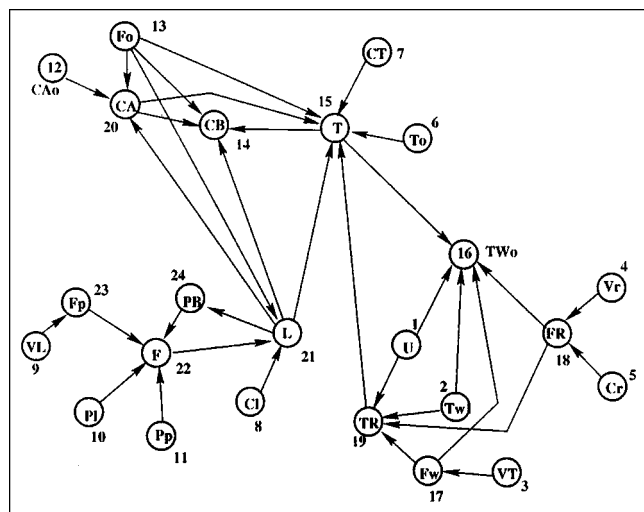 Fo 13
12 CT 7
CAo
CA 15
20 CB T 6
14 To
16 TWo
24 4
23 PB Vr
Fp
1
VL F L U FR
9 22 21 18
2 5
Pl Cl Tw Cr
10 8 TR
Pp 19
11 Fw VT
17 3